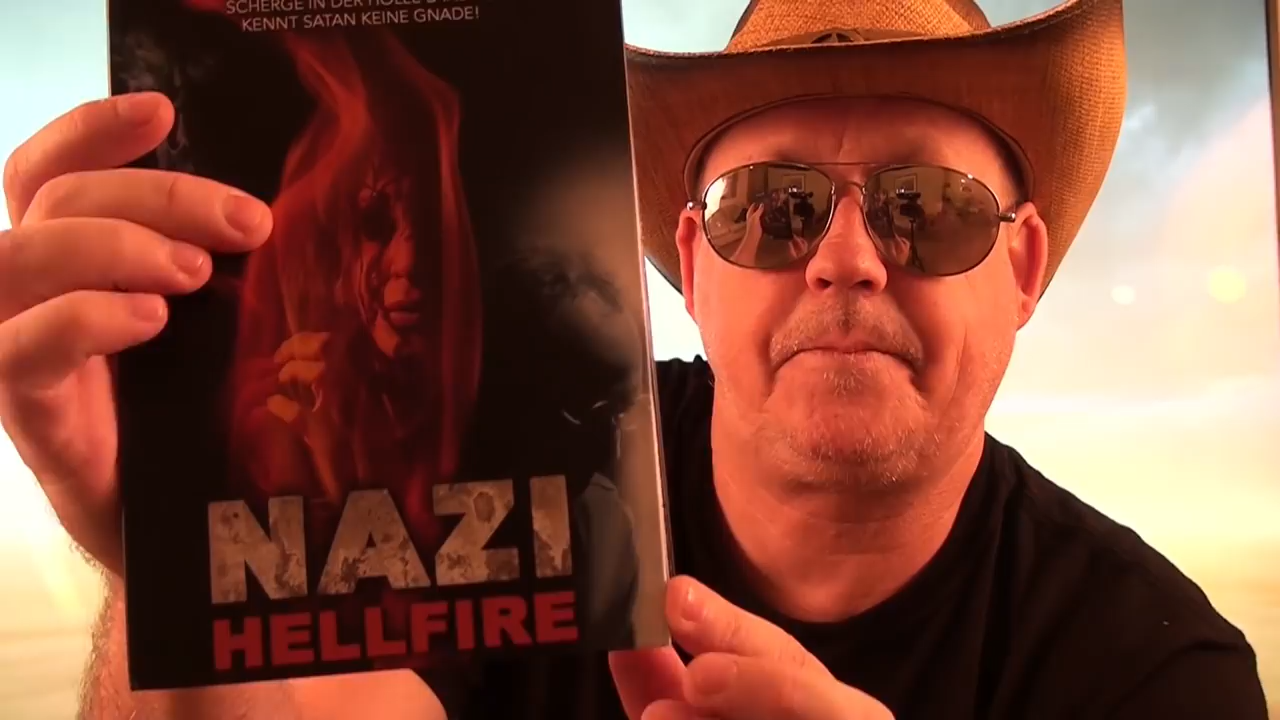 SCHERGE IN DER HÖLLE
KENNT SATAN KEINE GNADE!
NAZI
HELLFIRE